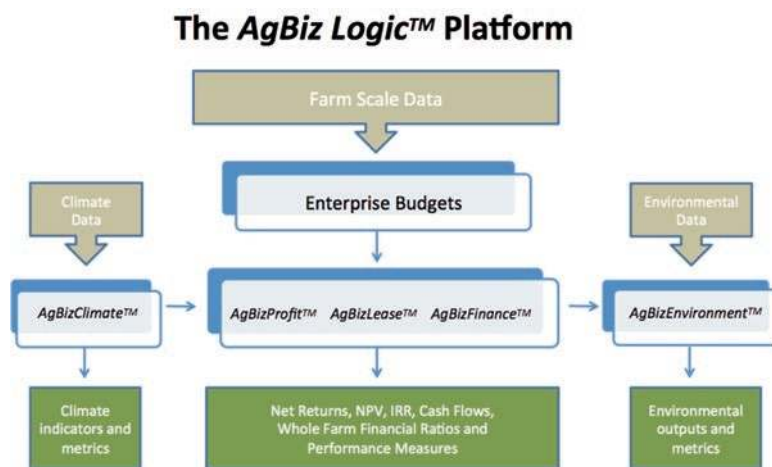 The AgBiz Logic™ Platform
Farm Scale Data
Enterprise Budgets
Climate
Data
Environmental
Data
AgBizClimate™
AgBizProfit™ AgBizLease™ AgBizFinance™
AgBizEnvironment™
Climate
indicators and
metrics
Net Returns, NPV, IRR, Cash Flows,
Whole Farm Financial Ratios and
Performance Measures
Environmental
outputs and
metrics